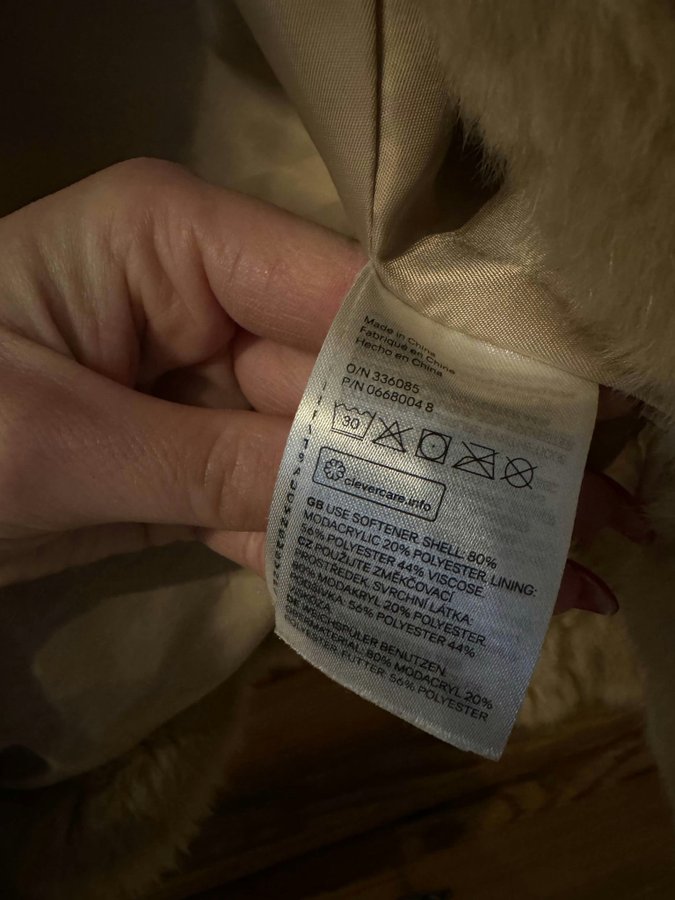 Made in China
Fabriqué en Chine
Hecho en China
O/N 336085
P/N 0668004 8
30
clevercare.info
GB USE SOFTENER. SHELL: 80%
MODACRYLIC 20% POLYESTER. LINING:
56% POLYESTER 44% VISCOSE.
CZ POUŽIJTE ZMĚKČOVACÍ
PROSTŘEDEK. SVRCHNÍ LÁTKA:
80% MODAKRYL 20% POLYESTER.
PODŠÍVKA: 56% POLYESTER 44%
VISKÓZA.
WEICHSPÜLER BENUTZEN.
OBERMATERIAL: 80% MODACRYL 20%
POLYESTER. FUTTER: 56% POLYESTER